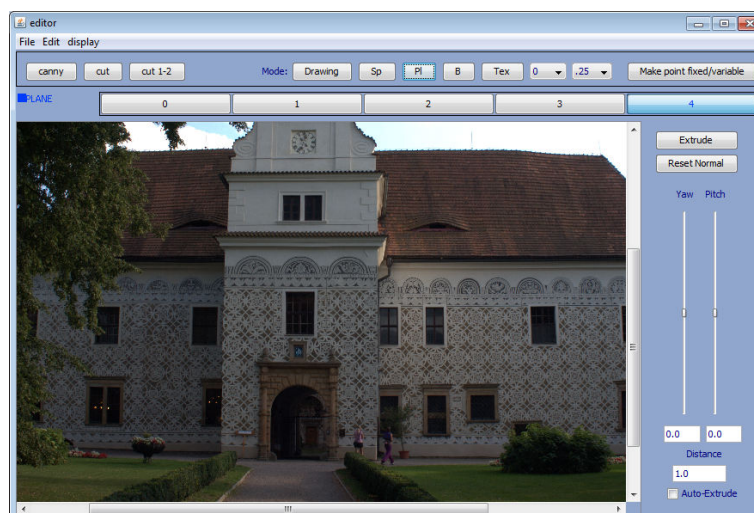 editor
File Edit display
canny cut cut 1-2 Mode: Drawing Sp Pl B Tex 0 .25 Make point fixed/variable
PLANE 0 1 2 3 4
Extrude
Reset Normal
Yaw Pitch
0.0 0.0
Distance
1.0
Auto-Extrude